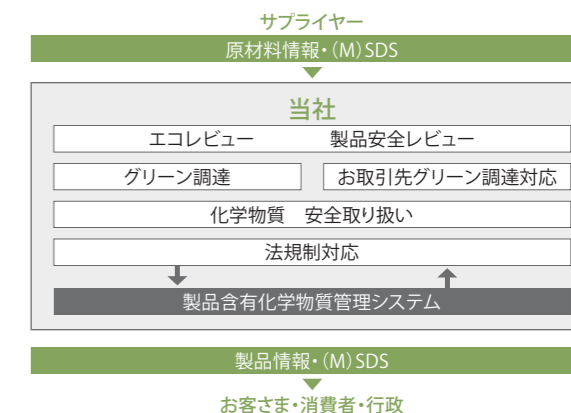 サプライヤー
原材料情報・(M)SDS
当社
エコレビュー 製品安全レビュー
グリーン調達 お取引先グリーン調達対応
化学物質 安全取り扱い
法規制対応
製品含有化学物質管理システム
製品情報・(M)SDS
お客さま・消費者・行政